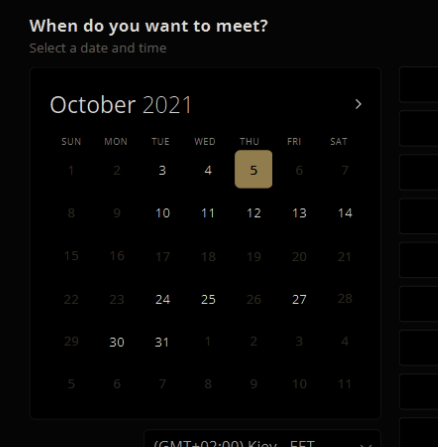 When do you want to meet?
Select a date and time
October 2021
SUN MON TUE WED THU FRI SAT
1 2 3 4 5 6 7
8 9 10 11 12 13 14
15 16 17 18 19 20 21
22 23 24 25 26 27 28
29 30 31 1 2 3 4
5 6 7 8 9 10 11
(GMT+02:00) Kiev - EET